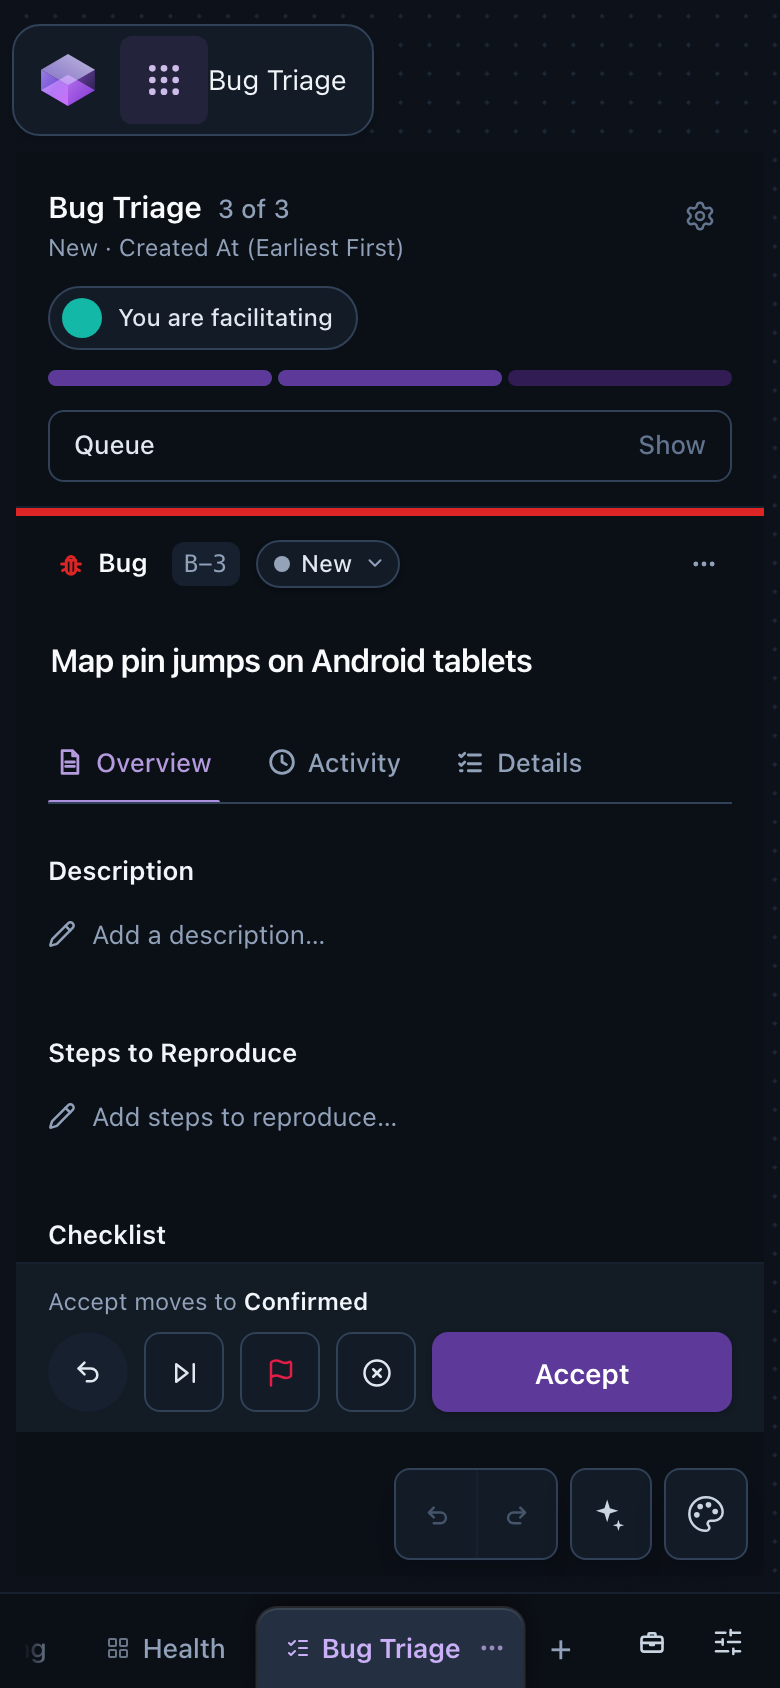 Bug Triage
Bug Triage 3 of 3
New · Created At (Earliest First)
You are facilitating
Queue Show
Bug B–3 New
Map pin jumps on Android tablets
Overview Activity Details
Description
Add a description...
Steps to Reproduce
Add steps to reproduce...
Checklist
Accept moves to Confirmed
Accept
Health Bug Triage